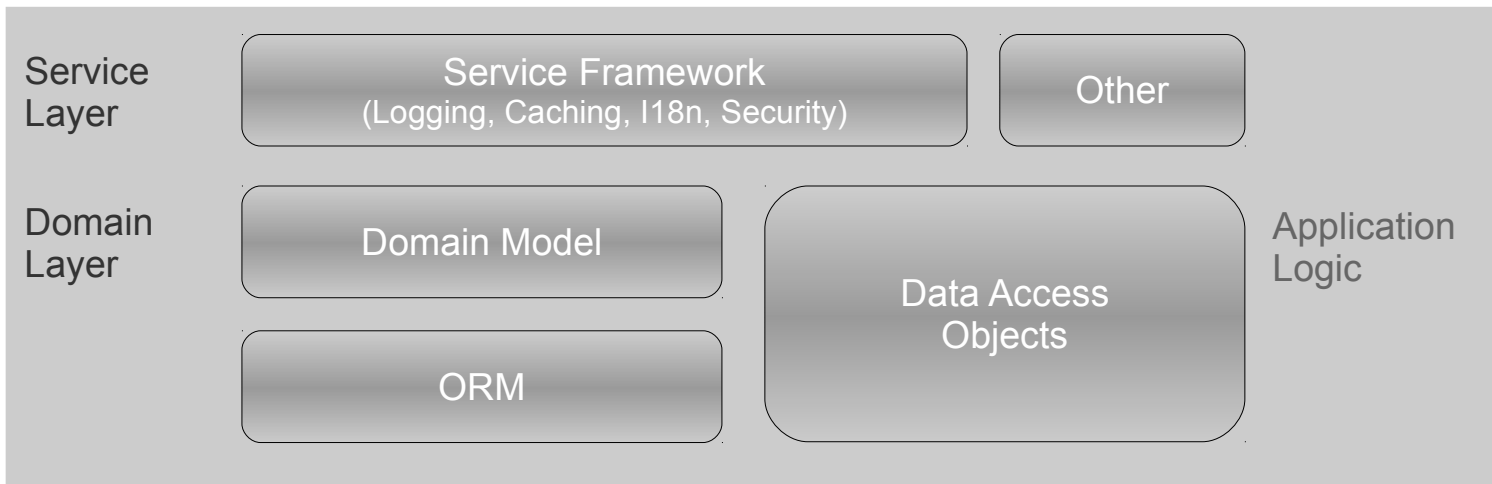 Service
Layer
Service Framework
(Logging, Caching, I18n, Security)
Other
Domain
Layer
Domain Model
Data Access
Objects
ORM
Application
Logic